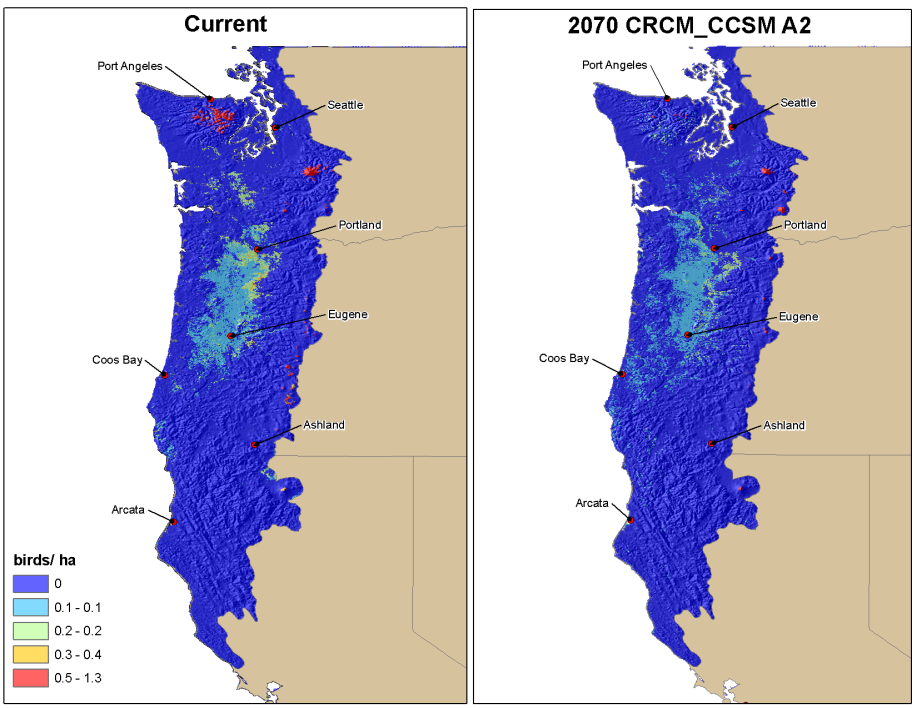 Current
Port Angeles
Seattle
Portland
Eugene
Coos Bay
Ashland
Arcata
birds/ ha
0
0.1 - 0.1
0.2 - 0.2
0.3 - 0.4
0.5 - 1.3
2070 CRCM_CCSM A2
Port Angeles
Seattle
Portland
Eugene
Coos Bay
Ashland
Arcata